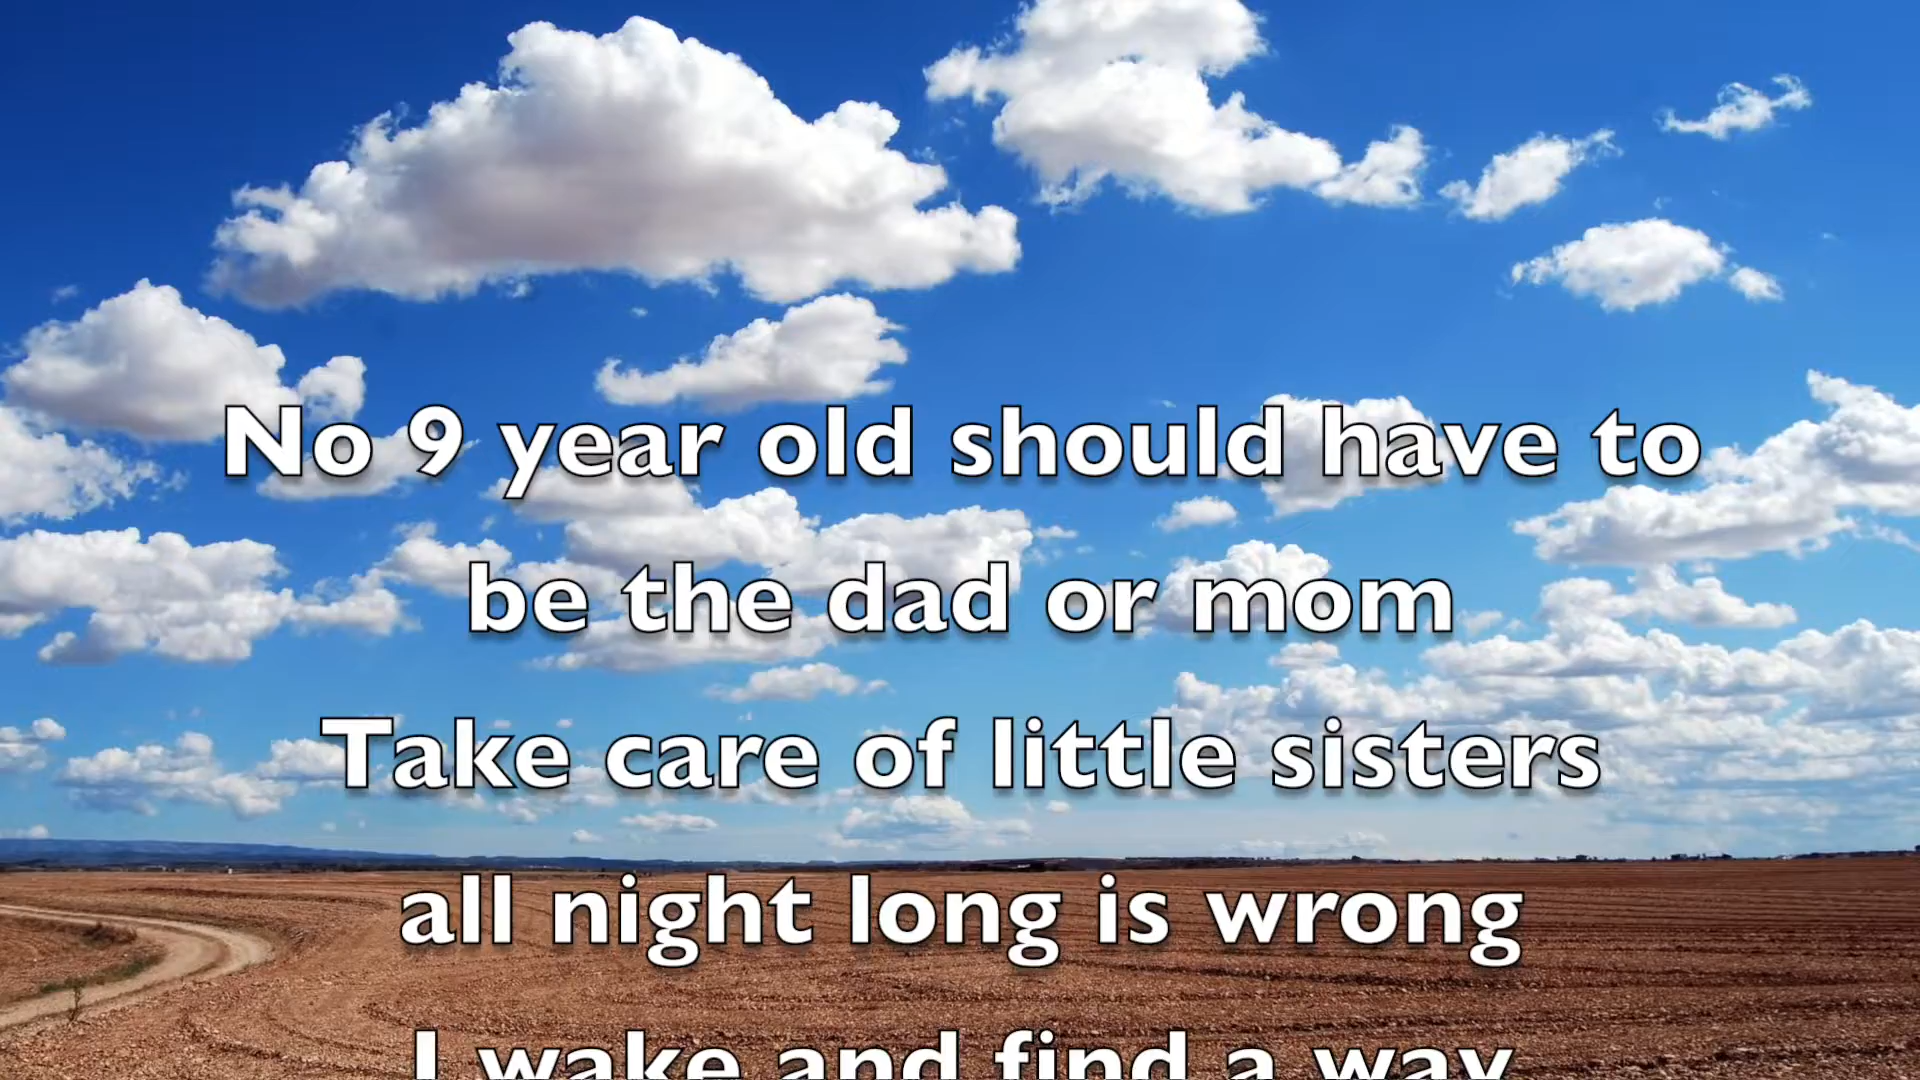 No 9 year old should have to
be the dad or mom
Take care of little sisters
all night long is wrong
I wake and find a way